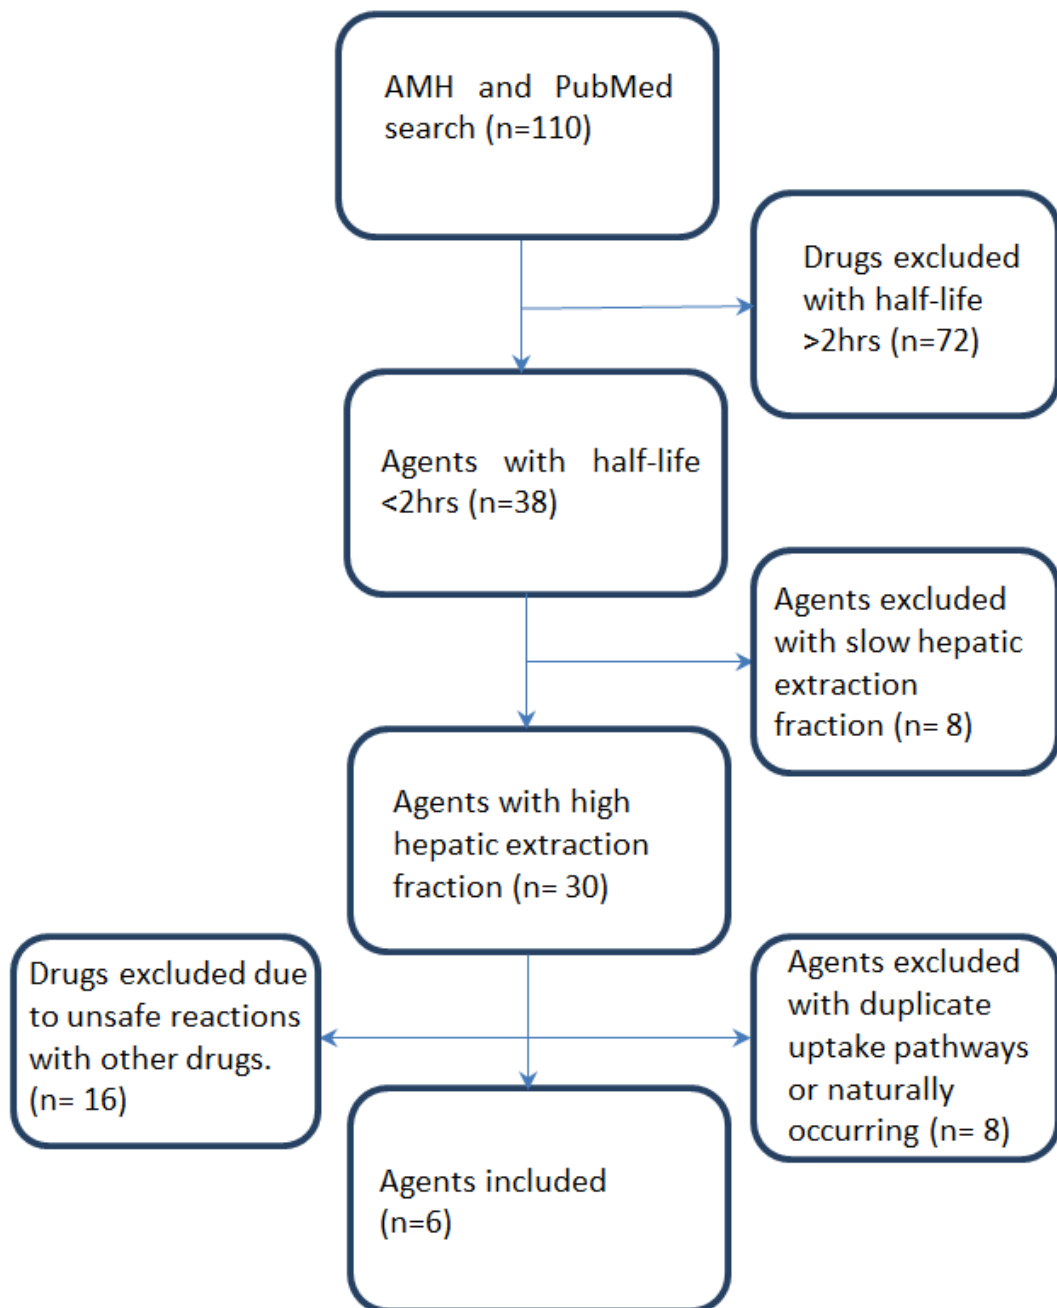 AMH and PubMed
search (n=110)
Drugs excluded
with half-life
>2hrs (n=72)
Agents with half-life
<2hrs (n=38)
Agents excluded
with slow hepatic
extraction
fraction (n= 8)
Agents with high
hepatic extraction
fraction (n= 30)
Drugs excluded due
to unsafe reactions
with other drugs.
(n= 16)
Agents excluded
with duplicate
uptake pathways
or naturally
occurring (n= 8)
Agents included
(n=6)